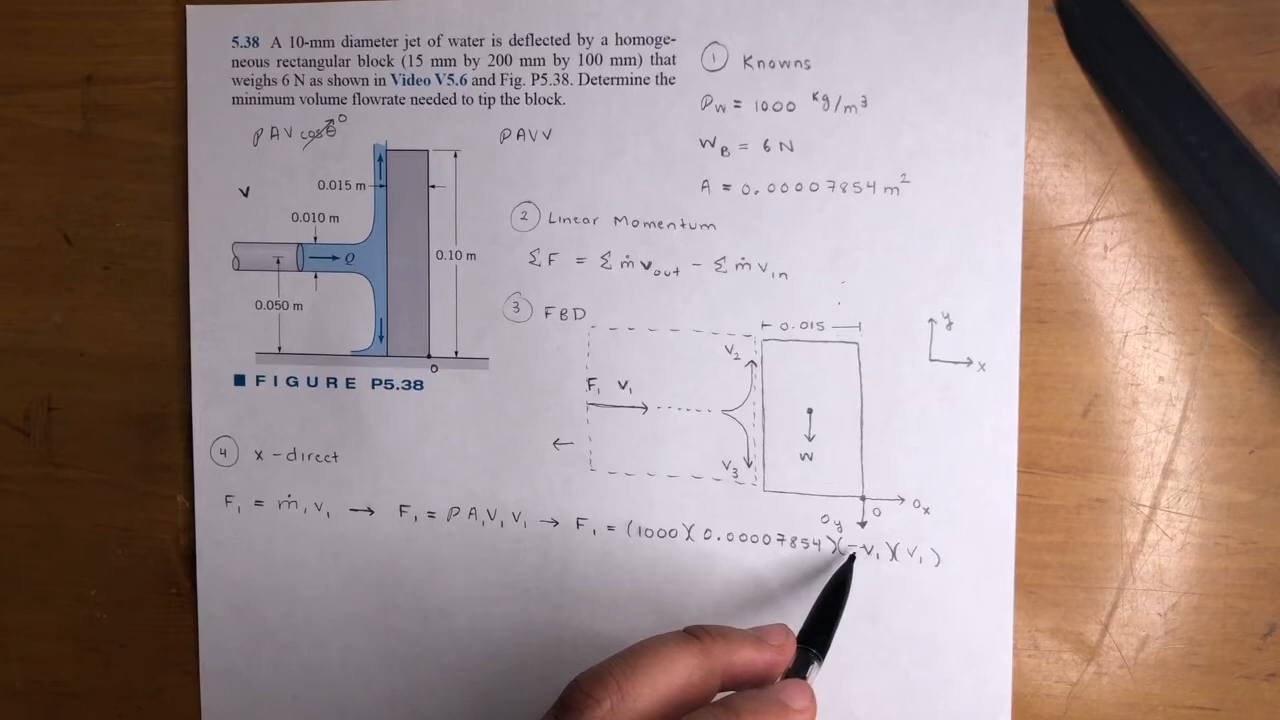 5.38 A 10-mm diameter jet of water is deflected by a homoge-
neous rectangular block (15 mm by 200 mm by 100 mm) that
weighs 6 N as shown in Video V5.6 and Fig. P5.38. Determine the
minimum volume flowrate needed to tip the block.
ρAV cosθ 0
ρAVV
V
0.015 m
0.010 m
Q
0.10 m
0.050 m
O
FIGURE P5.38
1 Knowns
ρw = 1000 kg/m³
WB = 6 N
A = 0.00007854 m²
2 Linear Momentum
ΣF = Σṁvout - Σṁvin
3 FBD
0.015
V2
F1 V1
V3
W
O
Ox
Oy
y
x
4 x-direct
F1 = ṁ1v1 → F1 = ρA1V1V1 → F1 = (1000)(0.00007854)(-V1)(V1)